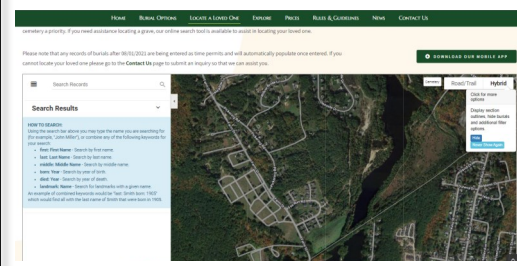 HOME BURIAL OPTIONS LOCATE A LOVED ONE EXPLORE PRICES RULES & GUIDELINES NEWS CONTACT US
cemetery a priority. If you need assistance locating a grave, our online search tool is available to assist in locating your loved one.
Please note that any records of burials after 06/01/2021 are being entered as time permits and will automatically populate once entered. If you
cannot locate your loved one please go to the Contact Us page to submit an inquiry so that we can assist you.
DOWNLOAD OUR MOBILE APP
Search Records
Search Results
HOW TO SEARCH
Using the search bar above you may type the name you are searching for
(for example, "John Miller"), or combine any of the following keywords for
your search:
first: First Name - Search by first name.
last: Last Name - Search by last name.
middle: Middle Name - Search by middle name.
born: Year - Search by year of birth.
died: Year - Search by year of death.
landmark: Name - Search for landmarks with a given name.
An example of combined keywords would be "last: Smith born: 1905"
which would find all with the last name of Smith that were born in 1905.
Cemetery Road/Trail Hybrid
Click for more
options
Display section
outlines, hide burials
and additional filter
options.
Hide